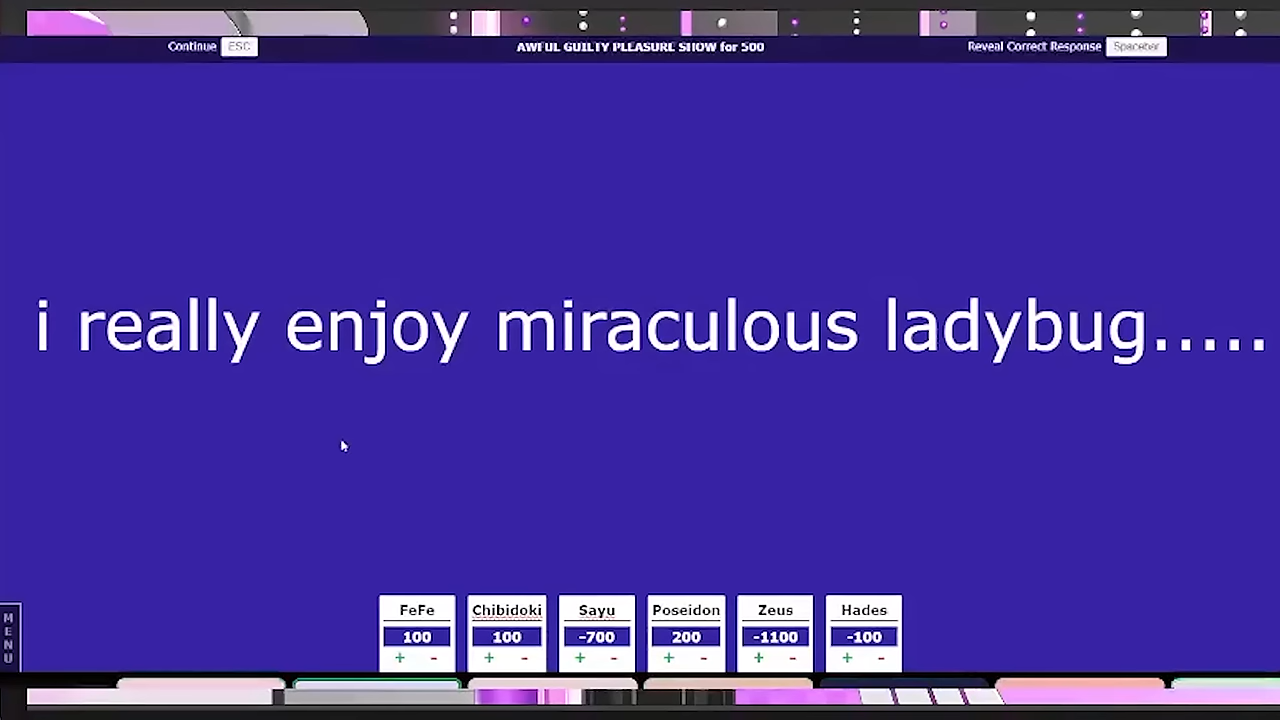 Continue ESC AWFUL GUILTY PLEASURE SHOW for 500 Reveal Correct Response Spacebar
i really enjoy miraculous ladybug.....
MENU
FeFe Chibidoki Sayu Poseidon Zeus Hades
100 100 -700 200 -1100 -100
+ - + - + - + - + - + -